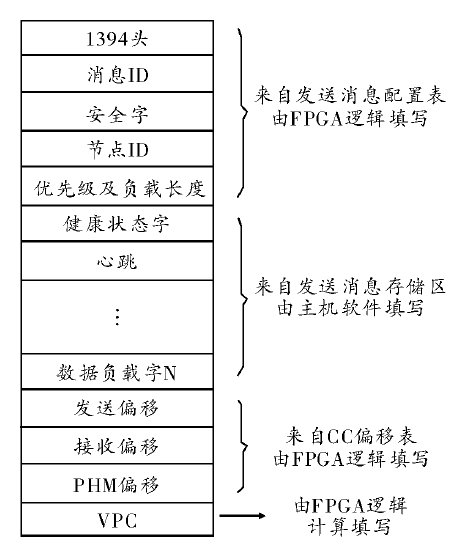 1394头
消息ID
安全字
节点ID
优先级及负载长度
来自发送消息配置表
由FPGA逻辑填写
健康状态字
心跳
⋮
数据负载字N
来自发送消息存储区
由主机软件填写
发送偏移
接收偏移
PHM偏移
来自CC偏移表
由FPGA逻辑填写
VPC
由FPGA逻辑
计算填写